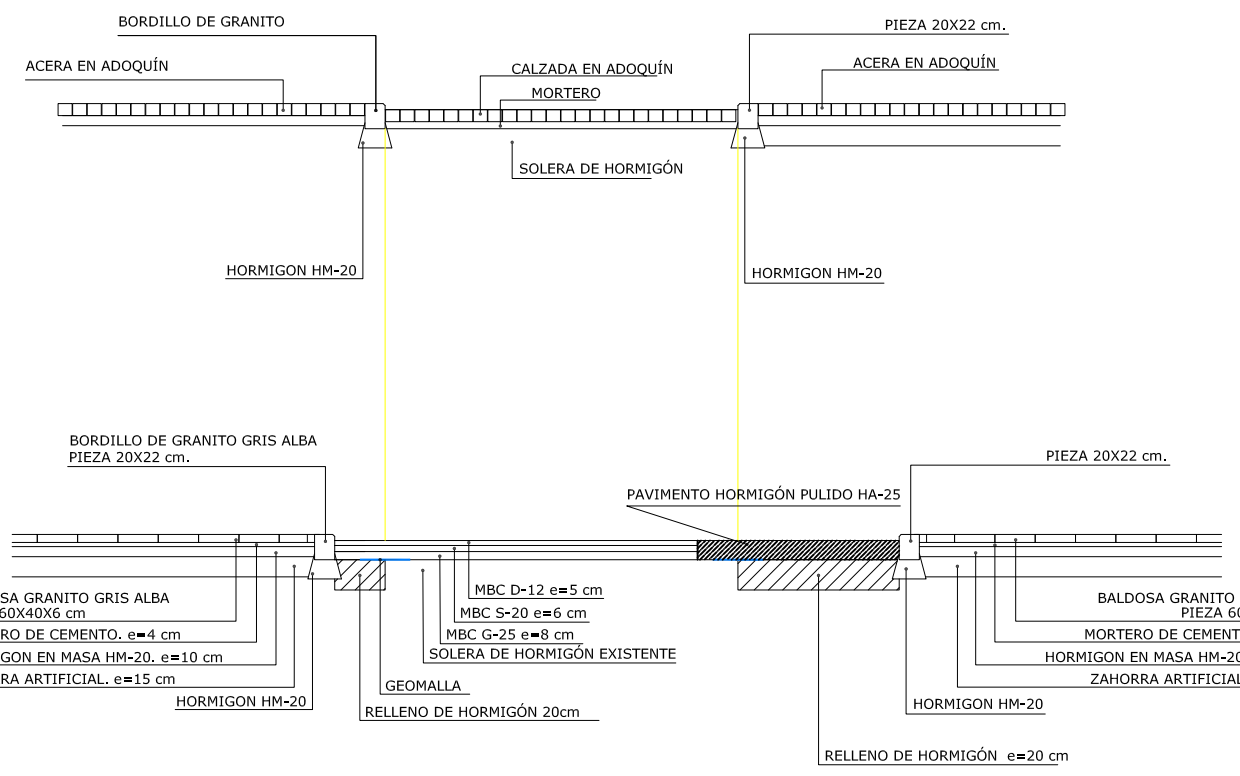 BORDILLO DE GRANITO
PIEZA 20X22 cm.
ACERA EN ADOQUÍN
CALZADA EN ADOQUÍN
ACERA EN ADOQUÍN
MORTERO
SOLERA DE HORMIGÓN
HORMIGON HM-20
HORMIGON HM-20
BORDILLO DE GRANITO GRIS ALBA
PIEZA 20X22 cm.
PIEZA 20X22 cm.
PAVIMENTO HORMIGÓN PULIDO HA-25
MBC D-12 e=5 cm
MBC S-20 e=6 cm
MBC G-25 e=8 cm
SOLERA DE HORMIGÓN EXISTENTE
GEOMALLA
RELLENO DE HORMIGÓN 20cm
SA GRANITO GRIS ALBA
60X40X6 cm
RO DE CEMENTO. e=4 cm
GON EN MASA HM-20. e=10 cm
RA ARTIFICIAL. e=15 cm
HORMIGON HM-20
BALDOSA GRANITO
PIEZA 60
MORTERO DE CEMENT
HORMIGON EN MASA HM-20
ZAHORRA ARTIFICIAL
HORMIGON HM-20
RELLENO DE HORMIGÓN e=20 cm